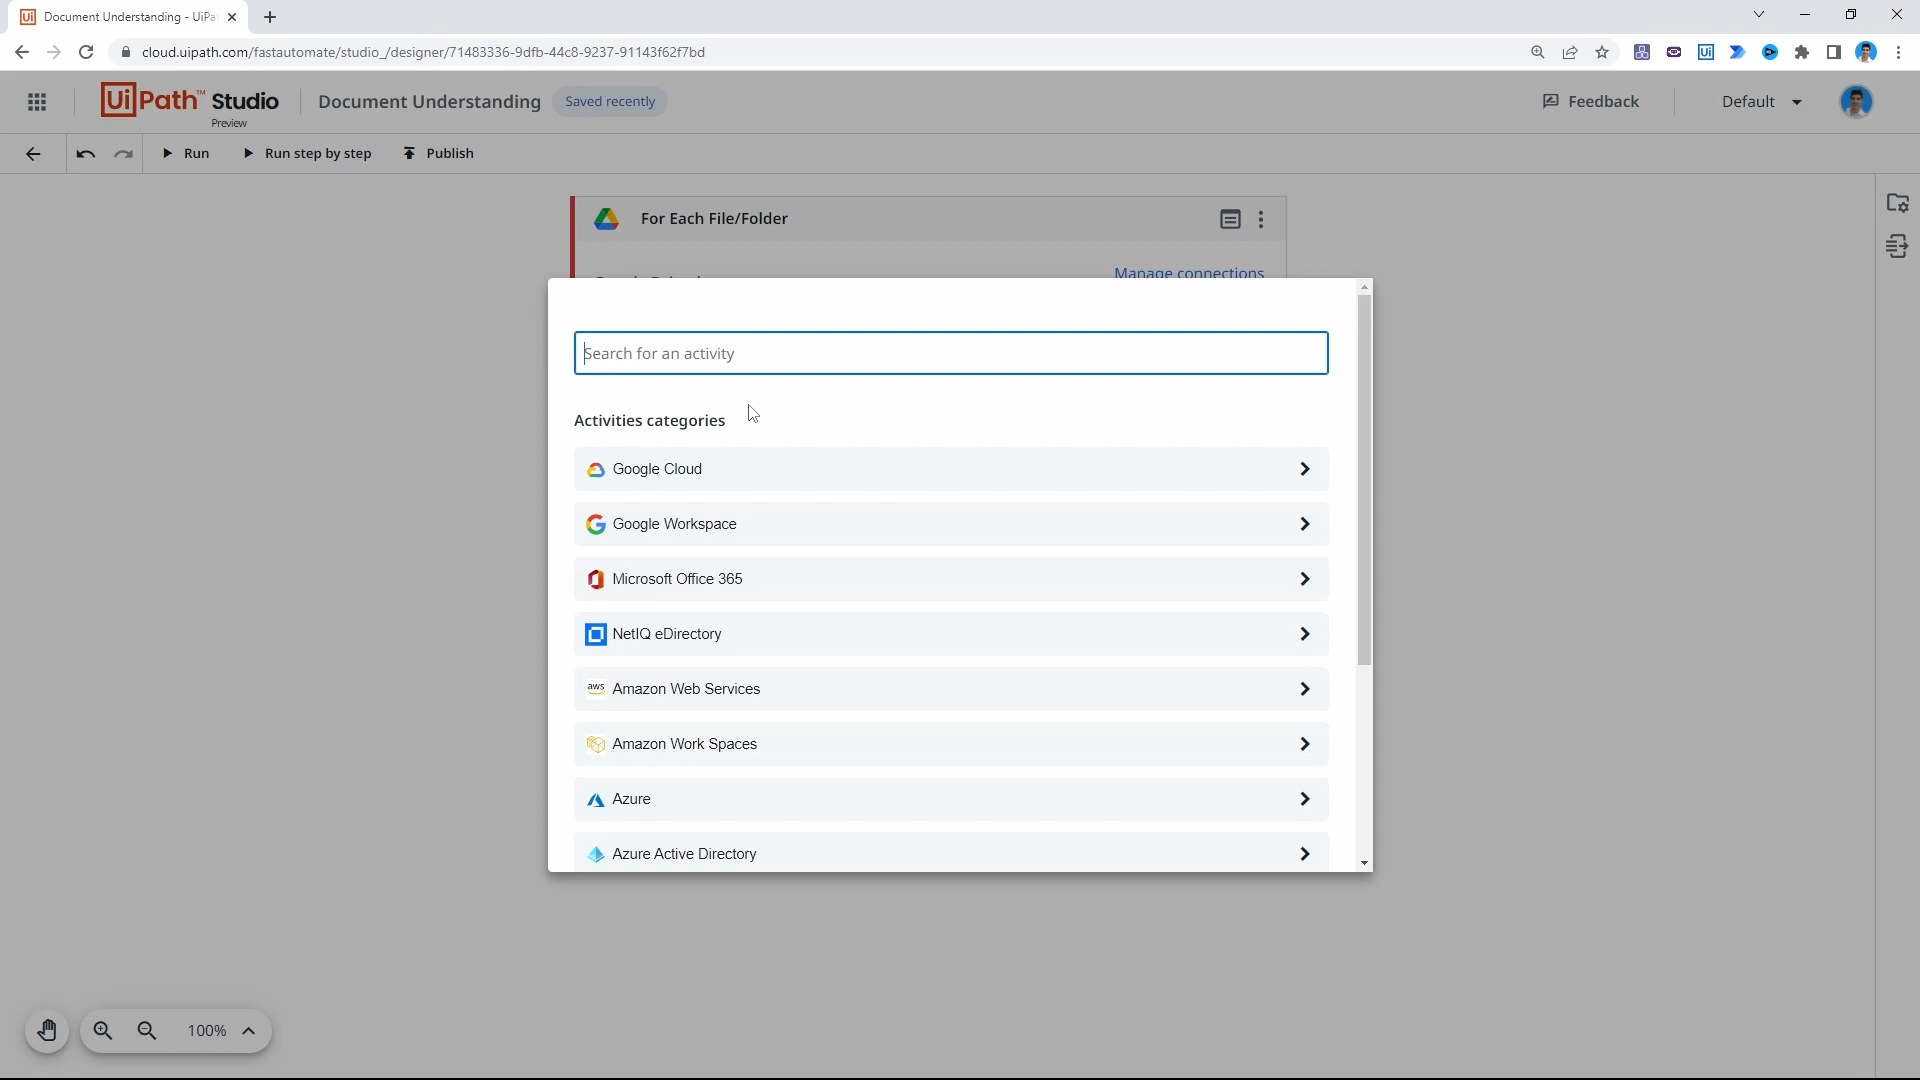 Document Understanding - UiPa
cloud.uipath.com/fastautomate/studio_/designer/71483336-9dfb-44c8-9237-91143f62f7bd
UiPath™ Studio
Preview
Document Understanding
Saved recently
Feedback
Default
Run
Run step by step
Publish
For Each File/Folder
Manage connections
Search for an activity
Activities categories
Google Cloud
Google Workspace
Microsoft Office 365
NetIQ eDirectory
aws Amazon Web Services
Amazon Work Spaces
Azure
Azure Active Directory
100%